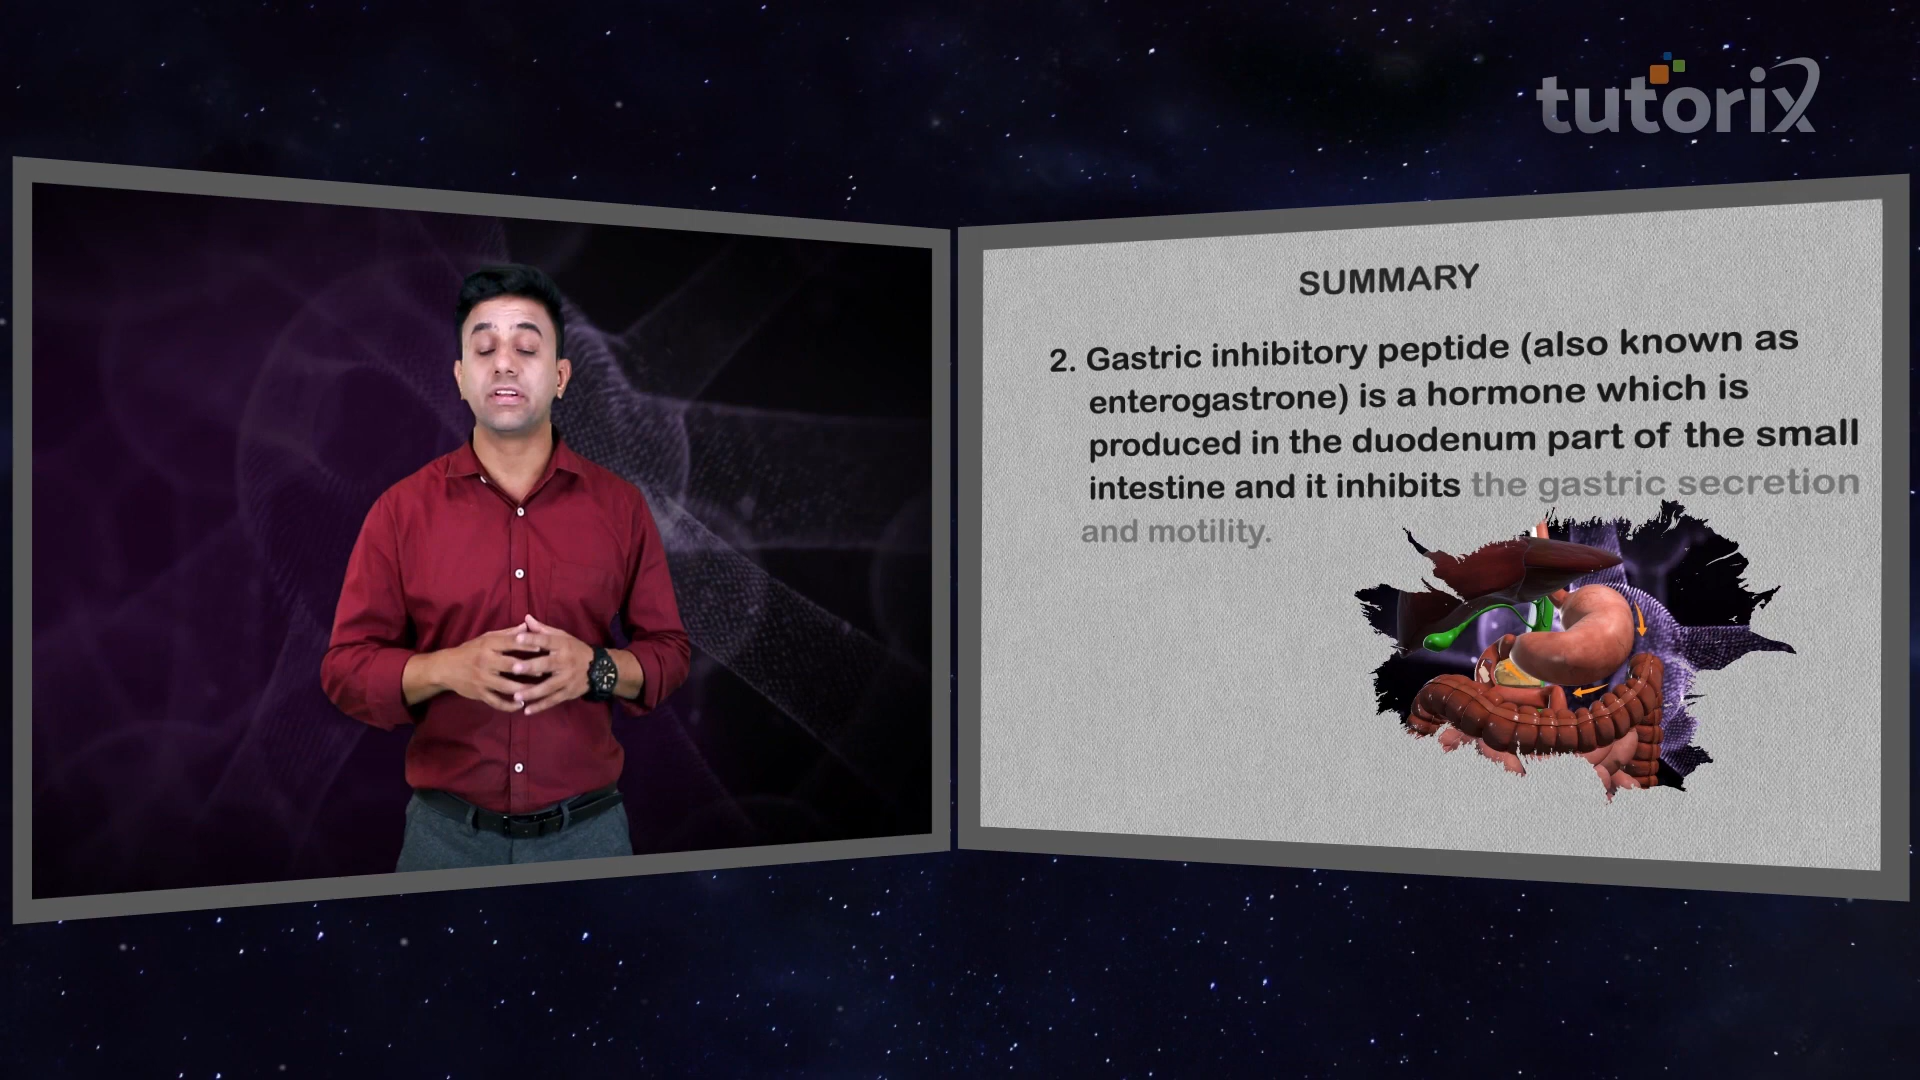 tutorix
SUMMARY
2. Gastric inhibitory peptide (also known as
enterogastrone) is a hormone which is
produced in the duodenum part of the small
intestine and it inhibits the gastric secretion
and motility.